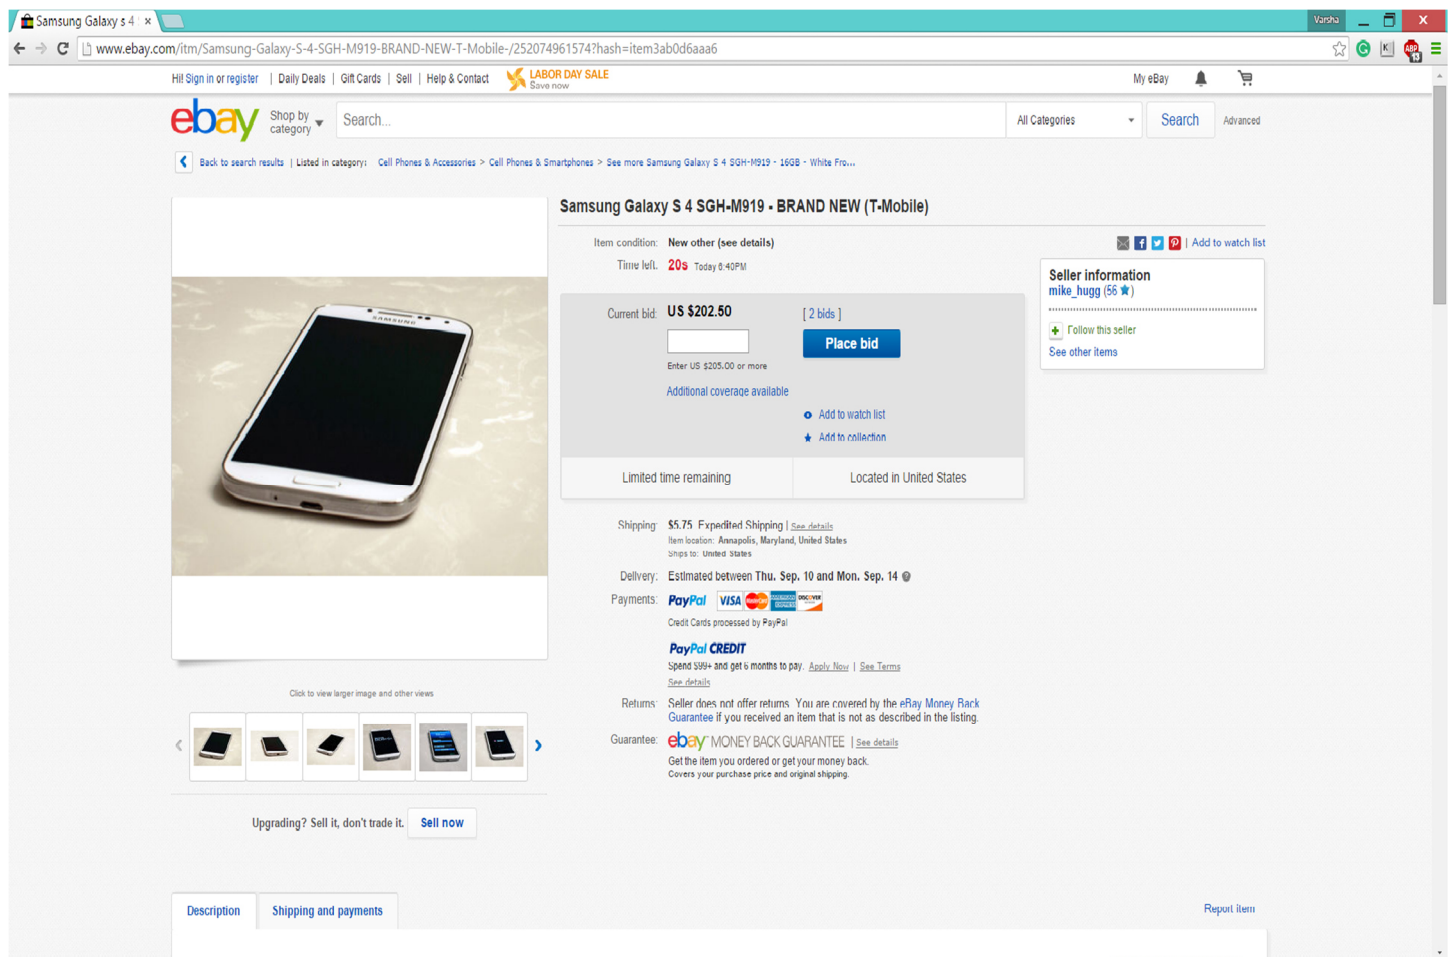 Samsung Galaxy s 4
Varsha
www.ebay.com/itm/Samsung-Galaxy-S-4-SGH-M919-BRAND-NEW-T-Mobile-/252074961574?hash=item3ab0d6aaa6
Hi! Sign in or register | Daily Deals | Gift Cards | Sell | Help & Contact
LABOR DAY SALE
Save now
My eBay
ebay
Shop by
category
Search...
All Categories
Search
Advanced
Back to search results | Listed in category: Cell Phones & Accessories > Cell Phones & Smartphones > See more Samsung Galaxy S 4 SGH-M919 - 16GB - White Fro...
Samsung Galaxy S 4 SGH-M919 - BRAND NEW (T-Mobile)
Item condition: New other (see details)
| Add to watch list
Time left: 20s Today 6:40PM
Seller information
mike_hugg (56)
Follow this seller
See other items
Current bid: US $202.50
[ 2 bids ]
Place bid
Enter US $205.00 or more
Additional coverage available
Add to watch list
Add to collection
Limited time remaining
Located in United States
SAMSUNG
Shipping: $5.75 Expedited Shipping | See details
Item location: Annapolis, Maryland, United States
Ships to: United States
Delivery: Estimated between Thu. Sep. 10 and Mon. Sep. 14
Payments: PayPal VISA MasterCard AMERICAN EXPRESS DISCOVER
Credit Cards processed by PayPal
PayPal CREDIT
Spend $99+ and get 6 months to pay. Apply Now | See Terms
See details
Returns: Seller does not offer returns. You are covered by the eBay Money Back
Guarantee if you received an item that is not as described in the listing.
Guarantee: ebay MONEY BACK GUARANTEE | See details
Get the item you ordered or get your money back.
Covers your purchase price and original shipping.
Click to view larger image and other views
Upgrading? Sell it, don't trade it. Sell now
Description
Shipping and payments
Report item